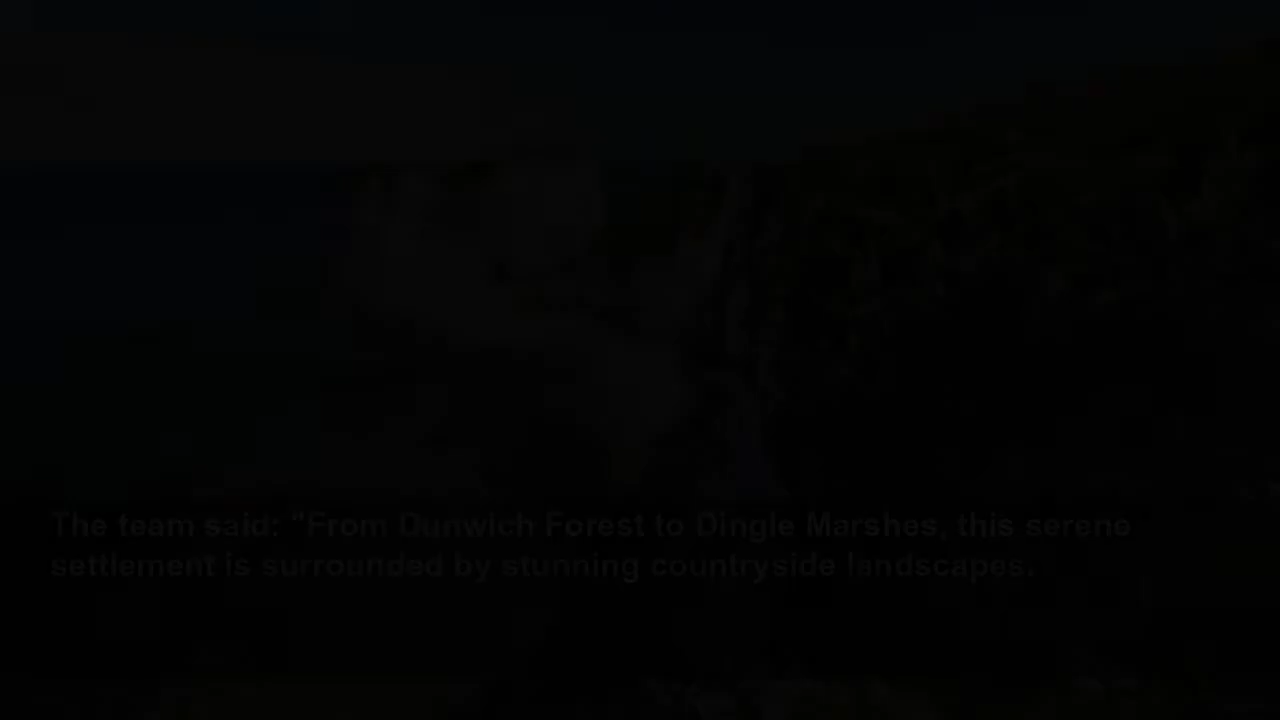 The team said: "From Dunwich Forest to Dingle Marshes, this serene
settlement is surrounded by stunning countryside landscapes.